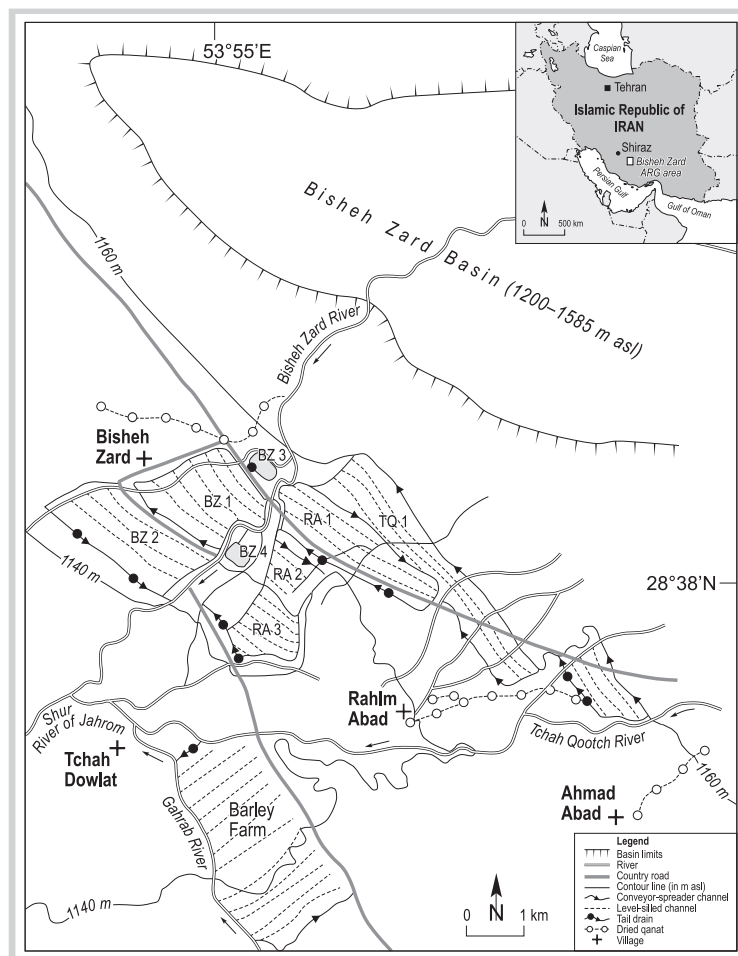 53°55'E
Caspian
Sea
Tehran
Islamic Republic of
IRAN
Shiraz
Bisheh Zard
ARG area
Persian Gulf
Gulf of Oman
N
0 500 km
Bisheh Zard Basin (1200–1585 m asl)
1160 m
Bisheh Zard River
Bisheh
Zard
BZ 3
BZ 1
RA 1
TQ 1
BZ 2
BZ 4
RA 2
1140 m
28°38'N
RA 3
Rahlm
Abad
Shur
River of Jahrom
Tchah Qootch River
Tchah
Dowlat
1160 m
Ahmad
Abad
Gahrab River
Barley
Farm
1140 m
N
0 1 km
Legend
Basin limits
River
Country road
Contour line (in m asl)
Conveyor-spreader channel
Level-silled channel
Tail drain
Dried qanat
Village